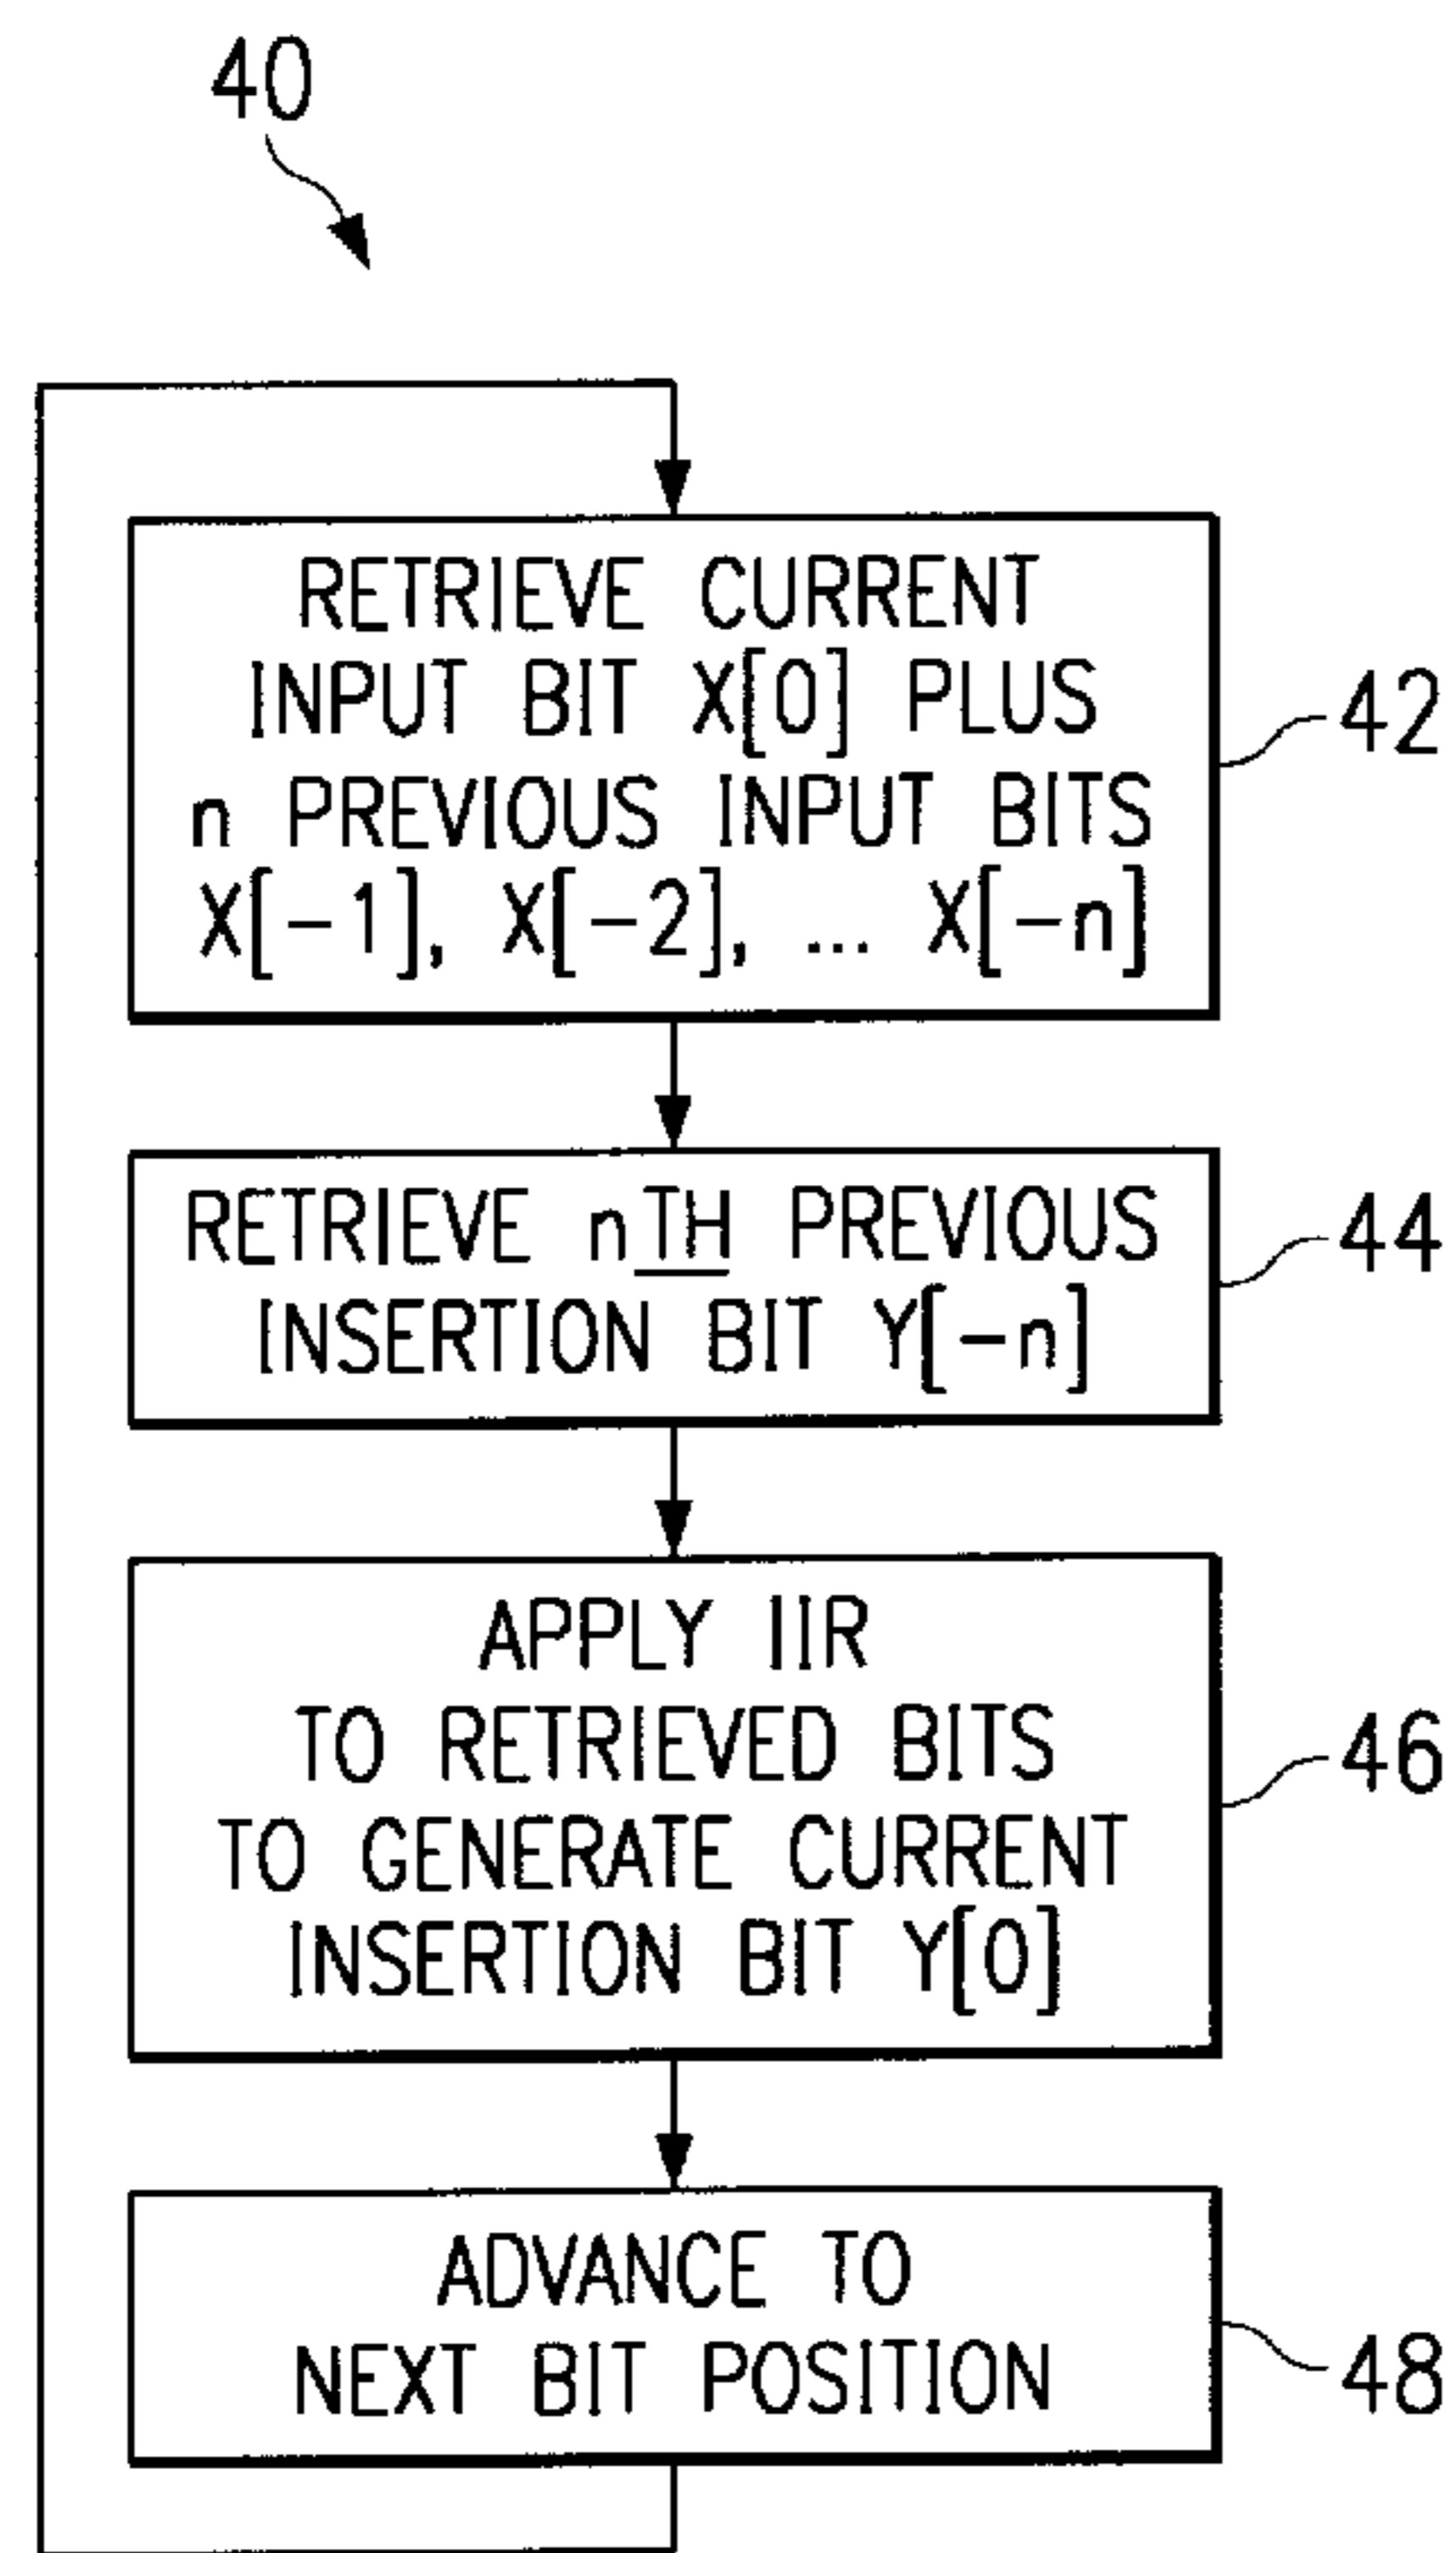 40
RETRIEVE CURRENT
INPUT BIT X[0] PLUS
n PREVIOUS INPUT BITS
X[-1], X[-2], ... X[-n]
42
RETRIEVE nTH PREVIOUS
INSERTION BIT Y[-n]
44
APPLY IIR
TO RETRIEVED BITS
TO GENERATE CURRENT
INSERTION BIT Y[0]
46
ADVANCE TO
NEXT BIT POSITION
48